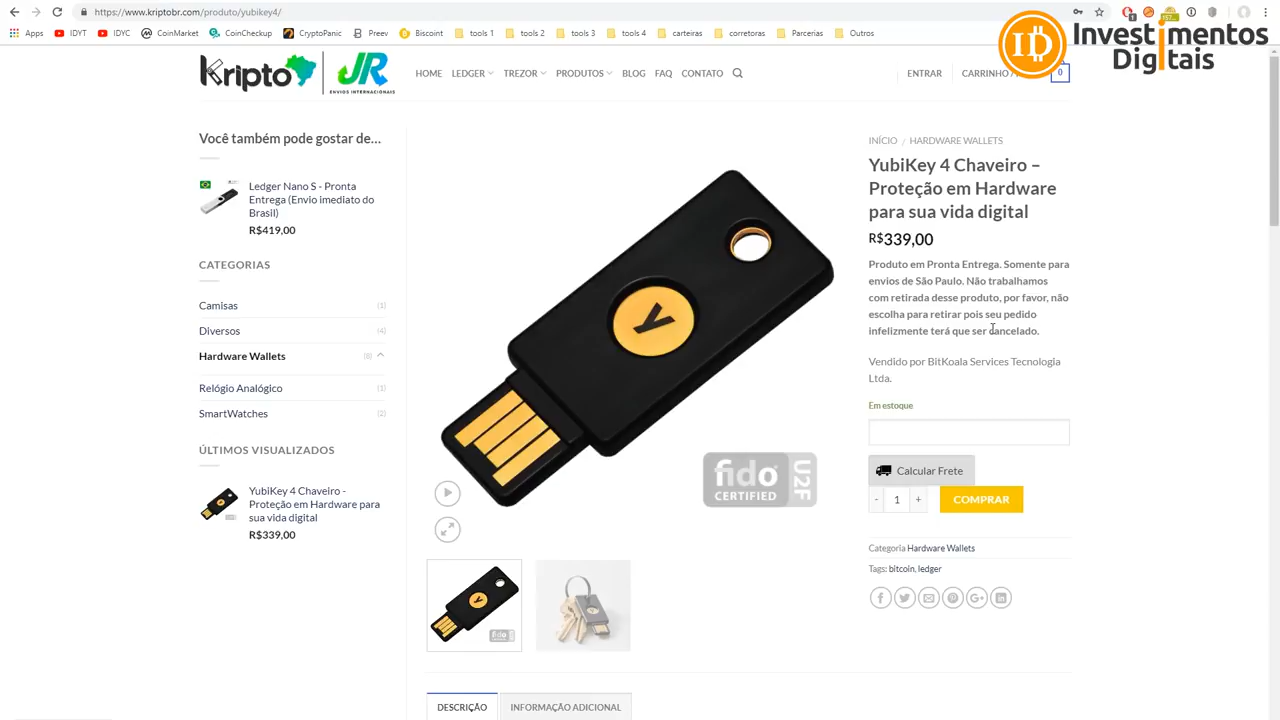 https://www.kriptobr.com/produto/yubikey4/
Apps IDYT IDYC CoinMarket CoinCheckup CryptoPanic Preev Biscoint tools 1 tools 2 tools 3 tools 4 carteiras corretoras Parcerias Outros
Investimentos
Digitais
Kripto JR
ENVIOS INTERNACIONAIS
HOME LEDGER TREZOR PRODUTOS BLOG FAQ CONTATO ENTRAR CARRINHO / 0
Você também pode gostar de…
Ledger Nano S - Pronta
Entrega (Envio imediato do
Brasil)
R$419,00
CATEGORIAS
Camisas (1)
Diversos (4)
Hardware Wallets (8)
Relógio Analógico (1)
SmartWatches (2)
ÚLTIMOS VISUALIZADO
YubiKey 4 Chaveiro -
Proteção em Hardware para
sua vida digital
R$339,00
Y
fido
CERTIFIED
U2F
INÍCIO / HARDWARE WALLETS
YubiKey 4 Chaveiro –
Proteção em Hardware
para sua vida digital
R$339,00
Produto em Pronta Entrega. Somente para
envios de São Paulo. Não trabalhamos
com retirada desse produto, por favor, não
escolha para retirar pois seu pedido
infelizmente terá que ser cancelado.
Vendido por BitKoala Services Tecnologia
Ltda.
Em estoque
Calcular Frete
- 1 + COMPRAR
Categoria Hardware Wallets
Tags: bitcoin, ledger
DESCRIÇÃO INFORMAÇÃO ADICIONAL